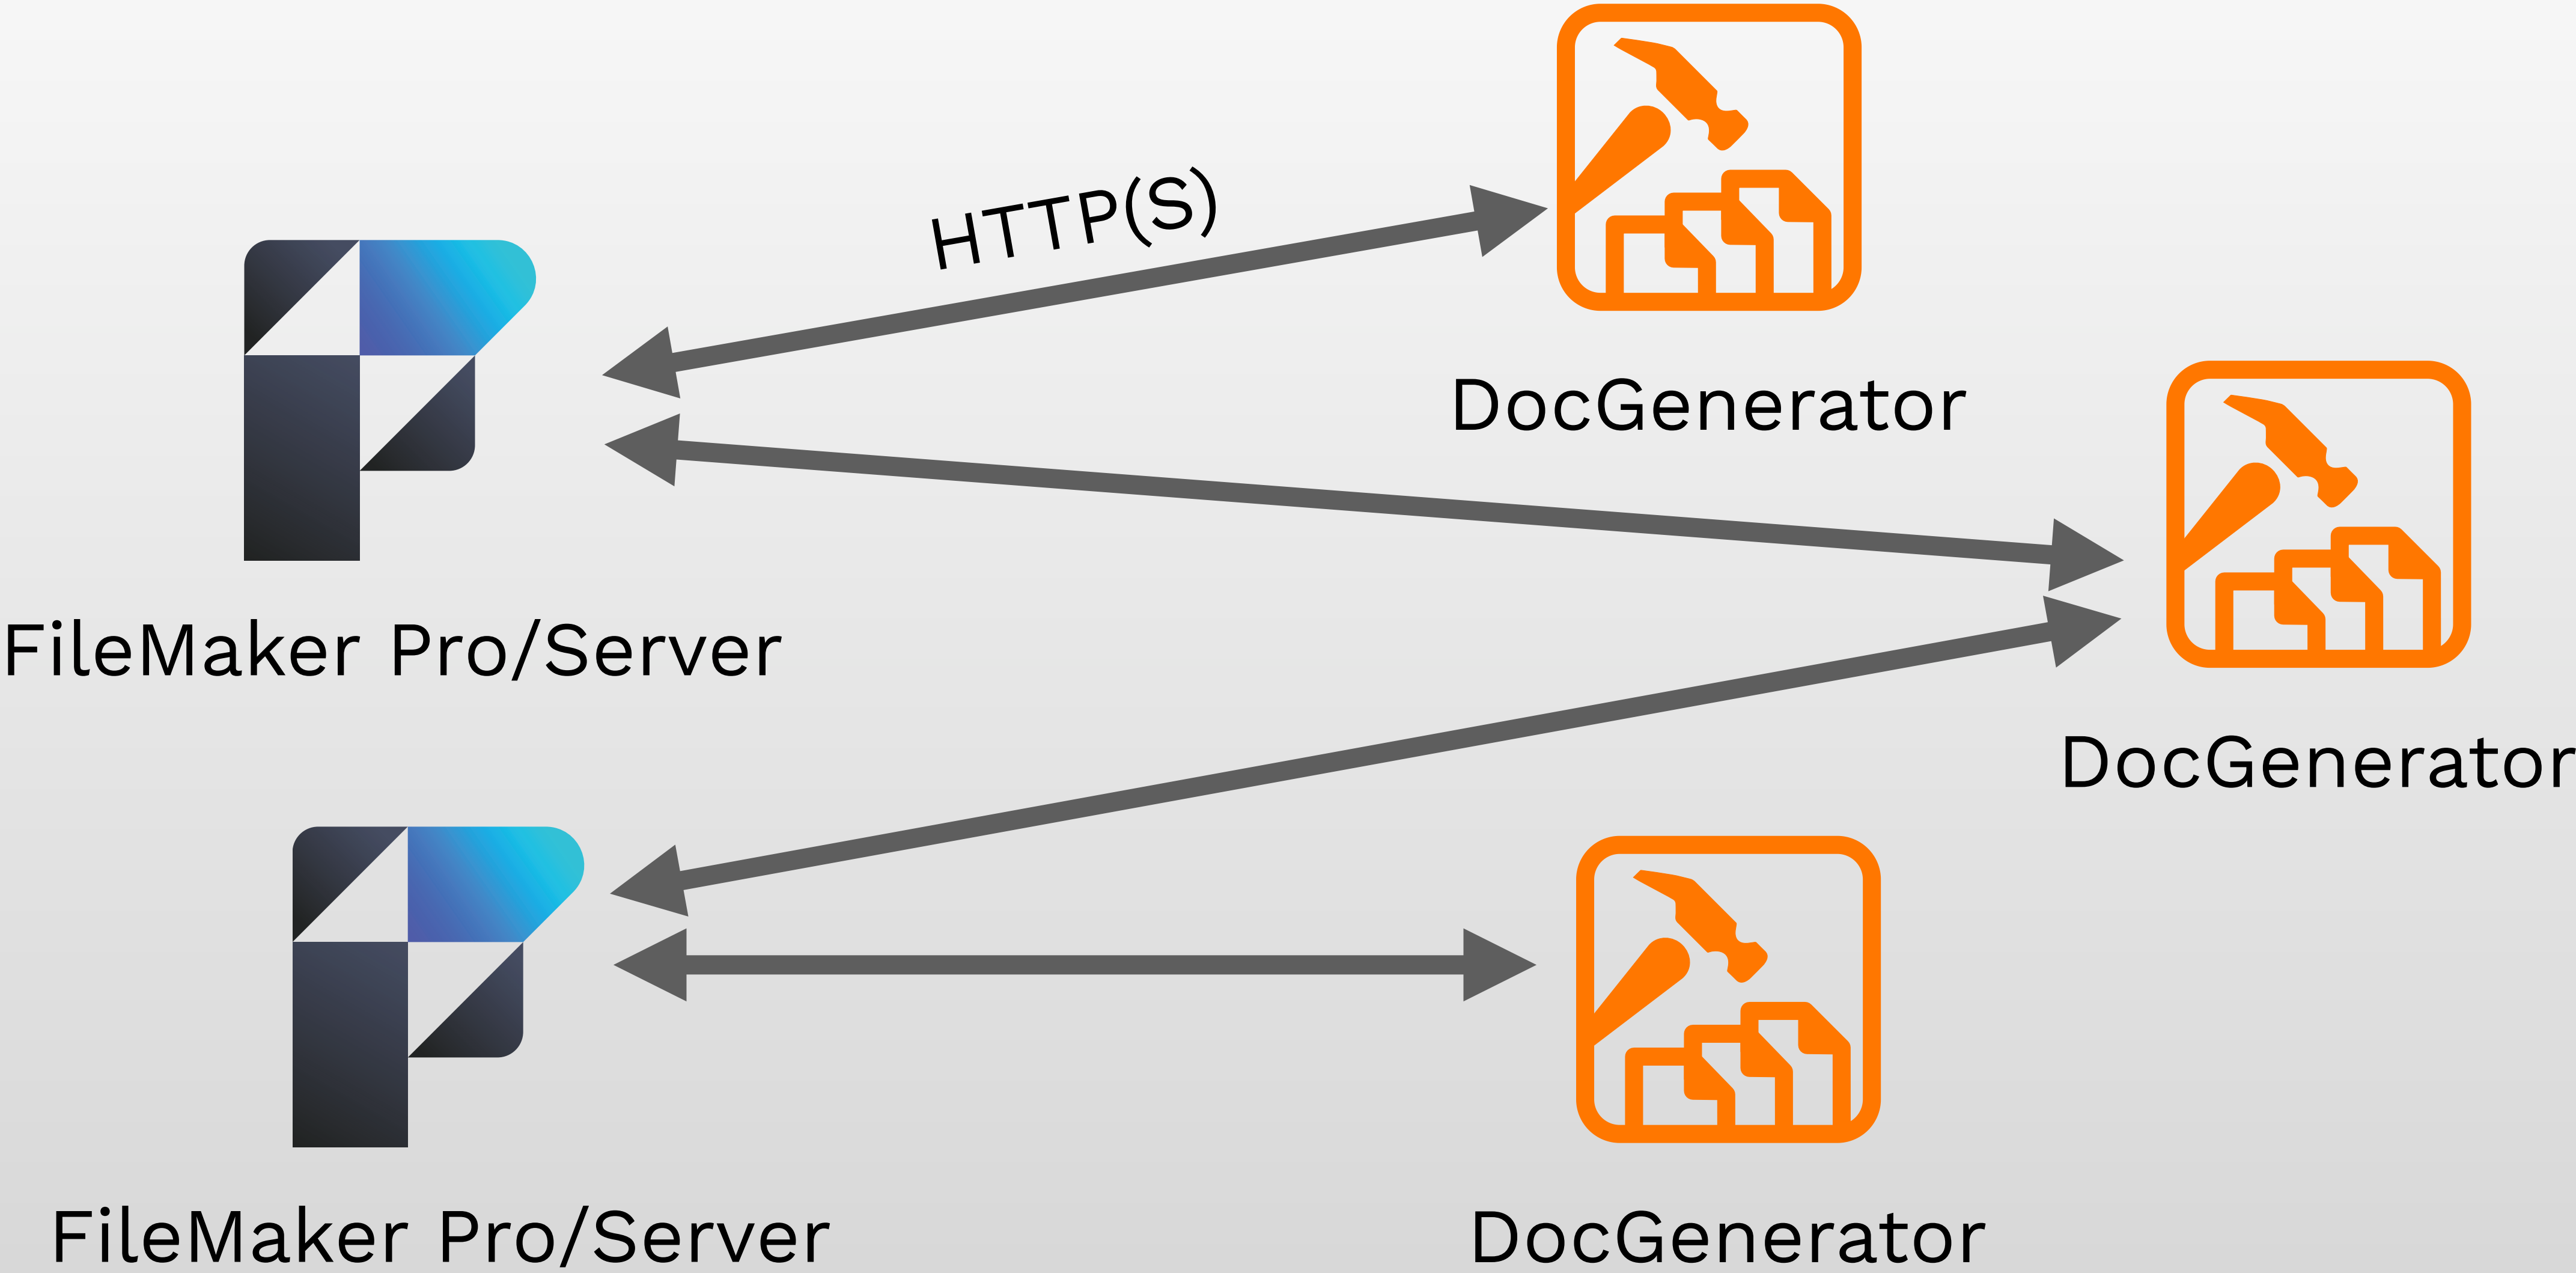 HTTP(S)
DocGenerator
FileMaker Pro/Server
DocGenerator
FileMaker Pro/Server
DocGenerator